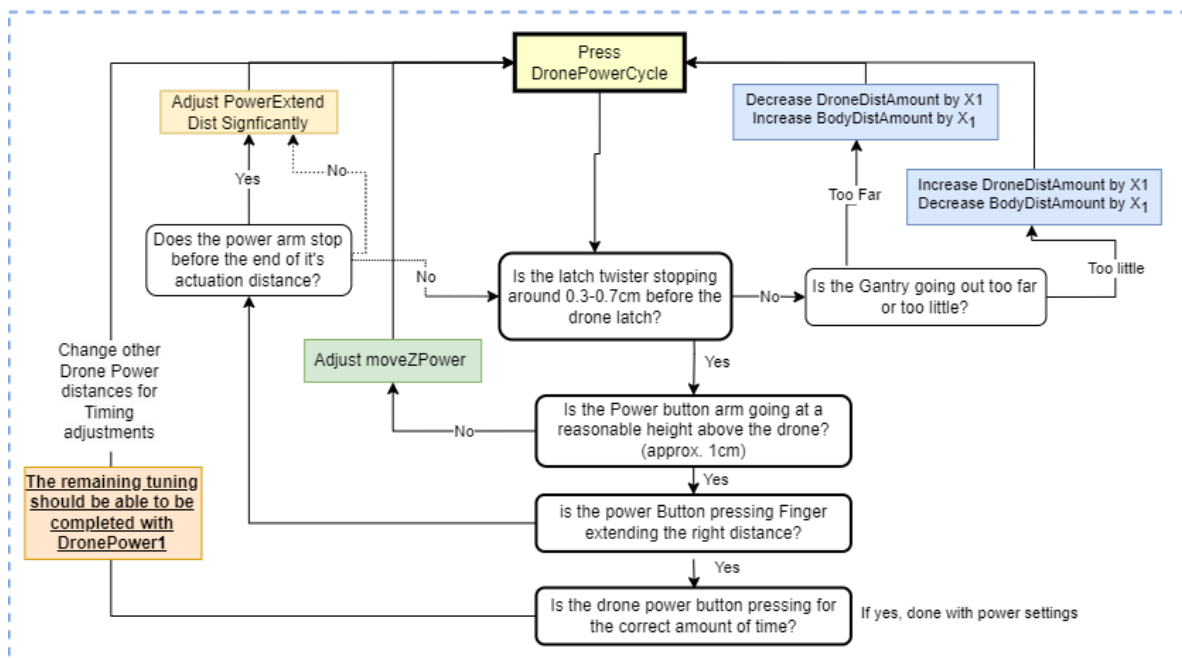 Press
DronePowerCycle
Adjust PowerExtend
Dist Signficantly
Decrease DroneDistAmount by X1
Increase BodyDistAmount by X₁
No
Yes
Too Far
Increase DroneDistAmount by X1
Decrease BodyDistAmount by X₁
Does the power arm stop
before the end of it's
actuation distance?
No
Is the latch twister stopping
around 0.3-0.7cm before the
drone latch?
No
Is the Gantry going out too far
or too little?
Too little
Change other
Drone Power
distances for
Timing
adjustments
Adjust moveZPower
Yes
Is the Power button arm going at a
reasonable height above the drone?
(approx. 1cm)
No
Yes
The remaining tuning
should be able to be
completed with
DronePower1
is the power Button pressing Finger
extending the right distance?
Yes
Is the drone power button pressing for
the correct amount of time?
If yes, done with power settings